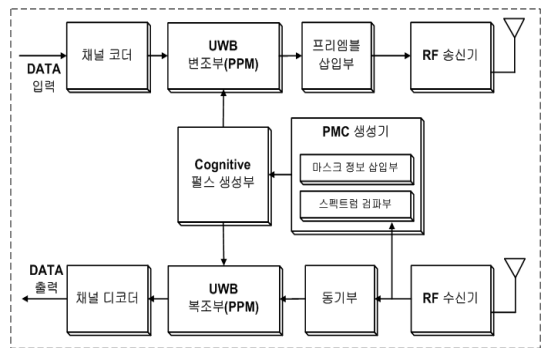 DATA
입력
채널 코더
UWB
변조부(PPM)
프리엠블
삽입부
RF 송신기
Cognitive
펄스 생성부
PMC 생성기
마스크 정보 삽입부
스펙트럼 검파부
DATA
출력
채널 디코더
UWB
복조부(PPM)
동기부
RF 수신기